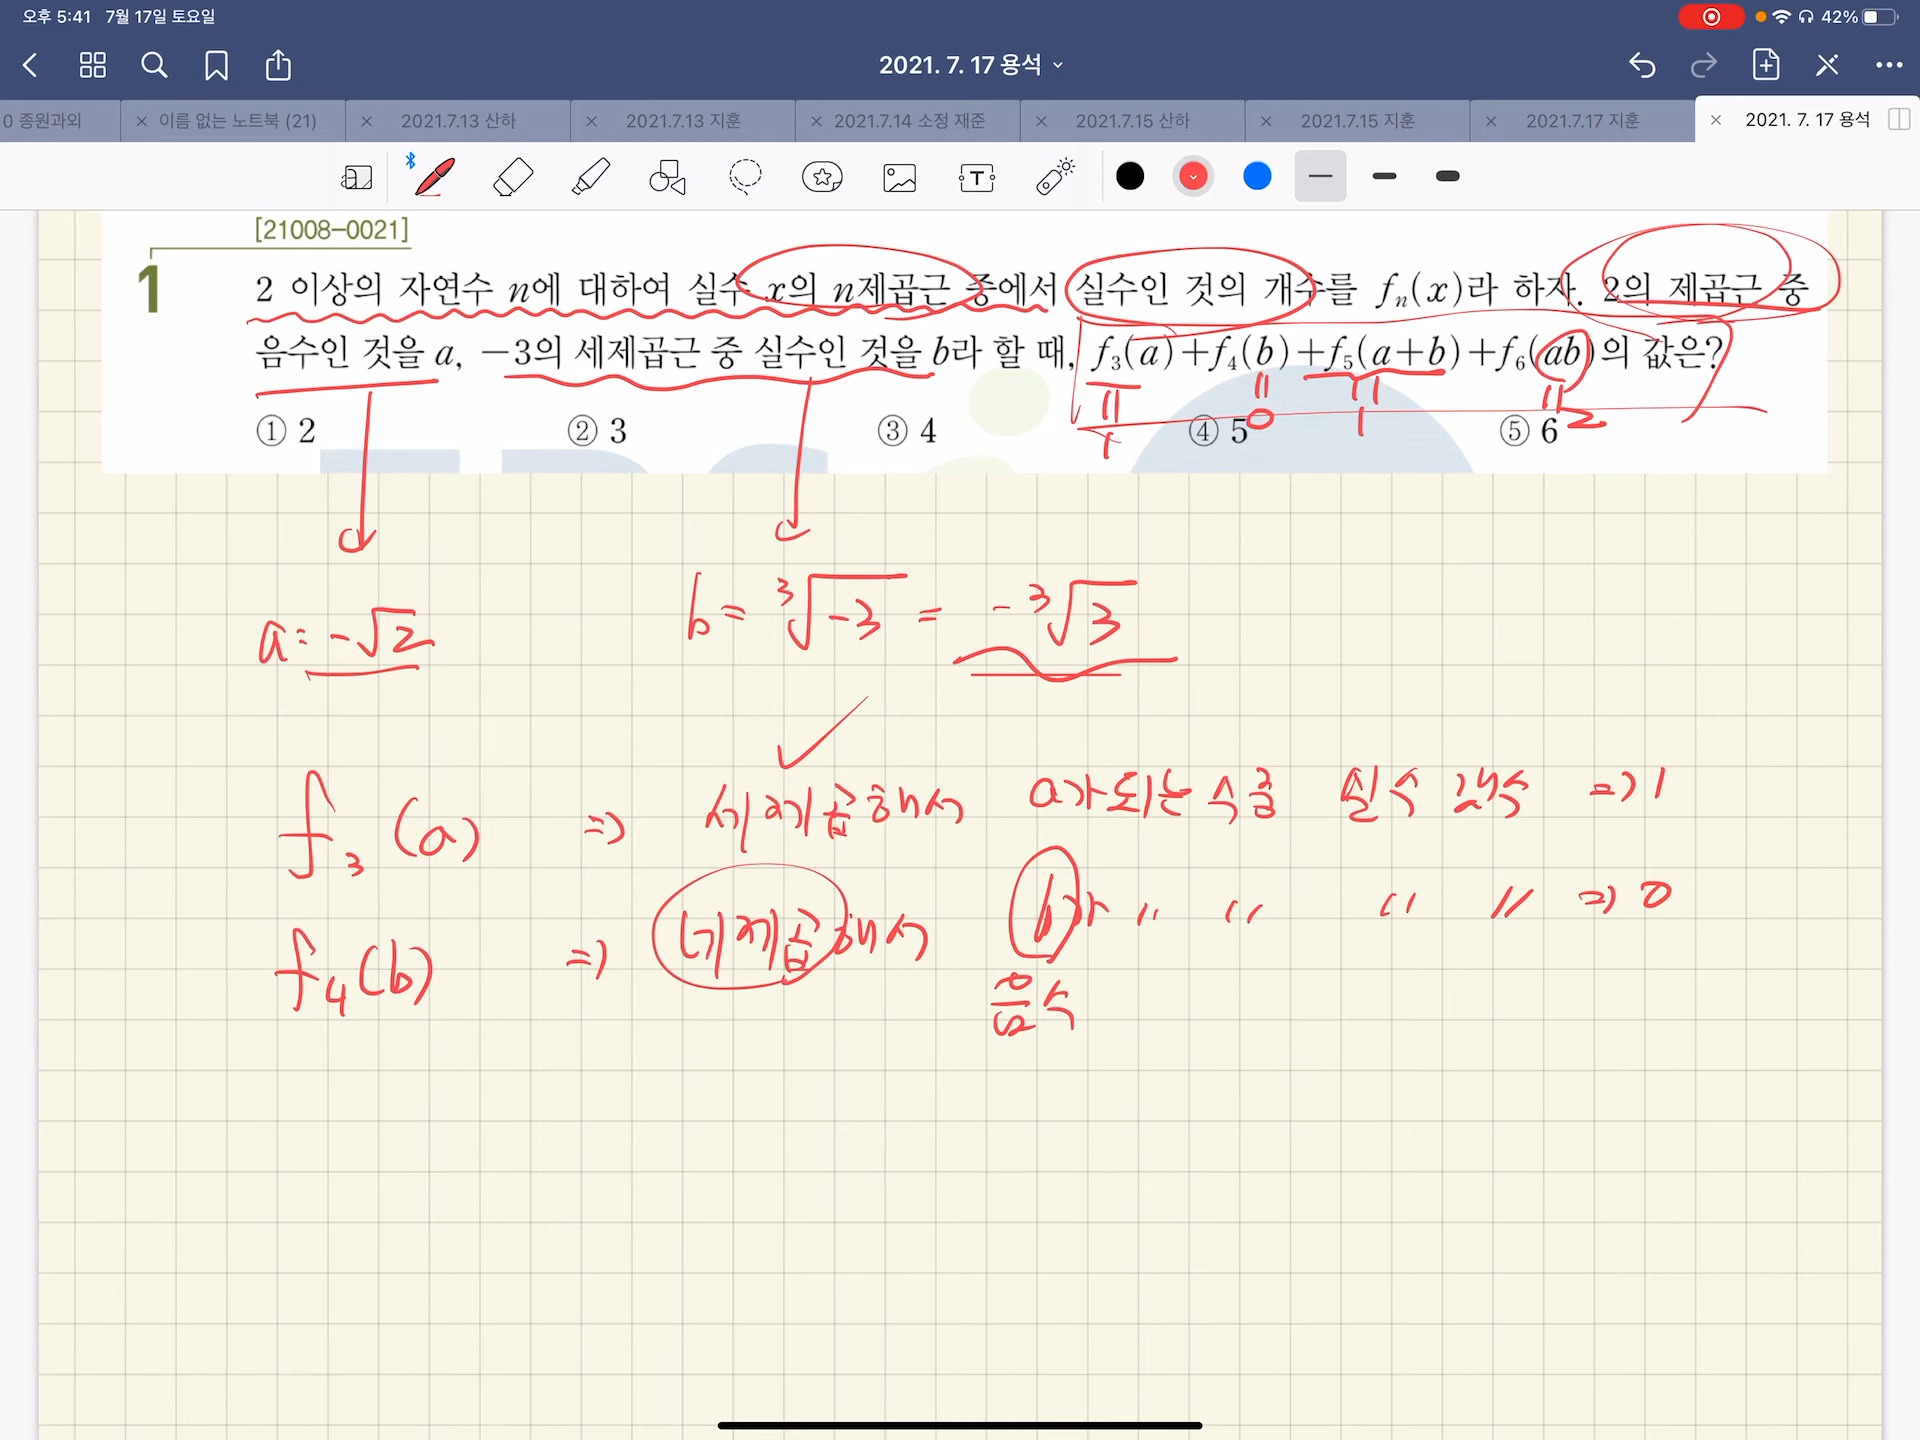 오후 5:41 7월 17일 토요일
42%
2021. 7. 17 용석
0 종원과외
이름 없는 노트북 (21)
2021.7.13 산하
2021.7.13 지훈
2021.7.14 소정 재준
2021.7.15 산하
2021.7.15 지훈
2021.7.17 지훈
2021. 7. 17 용석
[21008-0021]
1
2 이상의 자연수 n에 대하여 실수 x의 n제곱근 중에서 실수인 것의 개수를 fₙ(x)라 하자. 2의 제곱근 중
음수인 것을 a, −3의 세제곱근 중 실수인 것을 b라 할 때, f₃(a)+f₄(b)+f₅(a+b)+f₆(ab)의 값은?
1 0 1 2
① 2 ② 3 ③ 4 ④ 5 ⑤ 6
a = -√2
b = ³√-3 = -³√3
f₃(a) ⇒ 세제곱해서 a가 되는 수중 실수 갯수 ⇒ 1
f₄(b) ⇒ 네제곱해서 b가 〃 〃 〃 〃 ⇒ 0
음수